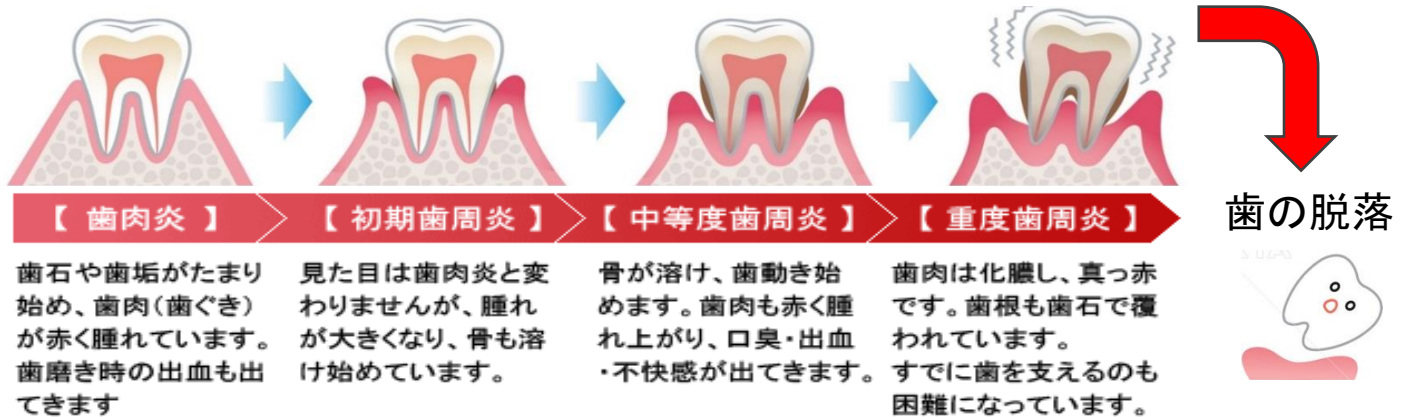 【 歯肉炎 】
歯石や歯垢がたまり
始め、歯肉(歯ぐき)
が赤く腫れています。
歯磨き時の出血も出
てきます
【 初期歯周炎 】
見た目は歯肉炎と変
わりませんが、腫れ
が大きくなり、骨も溶
け始めています。
【 中等度歯周炎 】
骨が溶け、歯動き始
めます。歯肉も赤く腫
れ上がり、口臭・出血
・不快感が出てきます。
【 重度歯周炎 】
歯肉は化膿し、真っ赤
です。歯根も歯石で覆
われています。
すでに歯を支えるのも
困難になっています。
歯の脱落